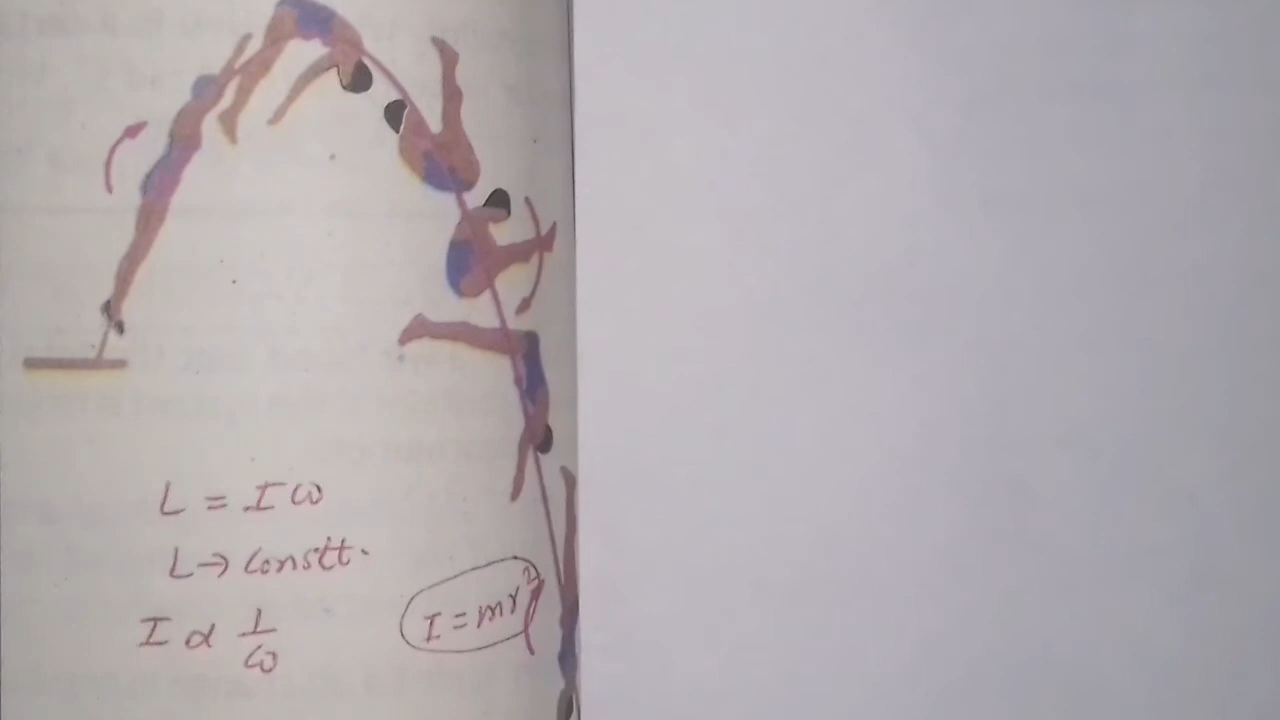 L = Iω
L → Constt.
I ∝ 1/ω
I = mr²